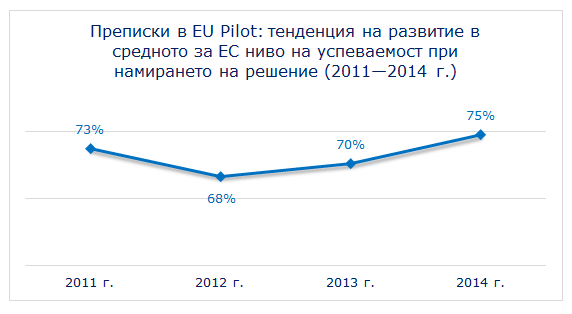 Преписки в EU Pilot: тенденция на развитие в
средното за ЕС ниво на успеваемост при
намирането на решение (2011—2014 г.)
73%
68%
70%
75%
2011 г.
2012 г.
2013 г.
2014 г.